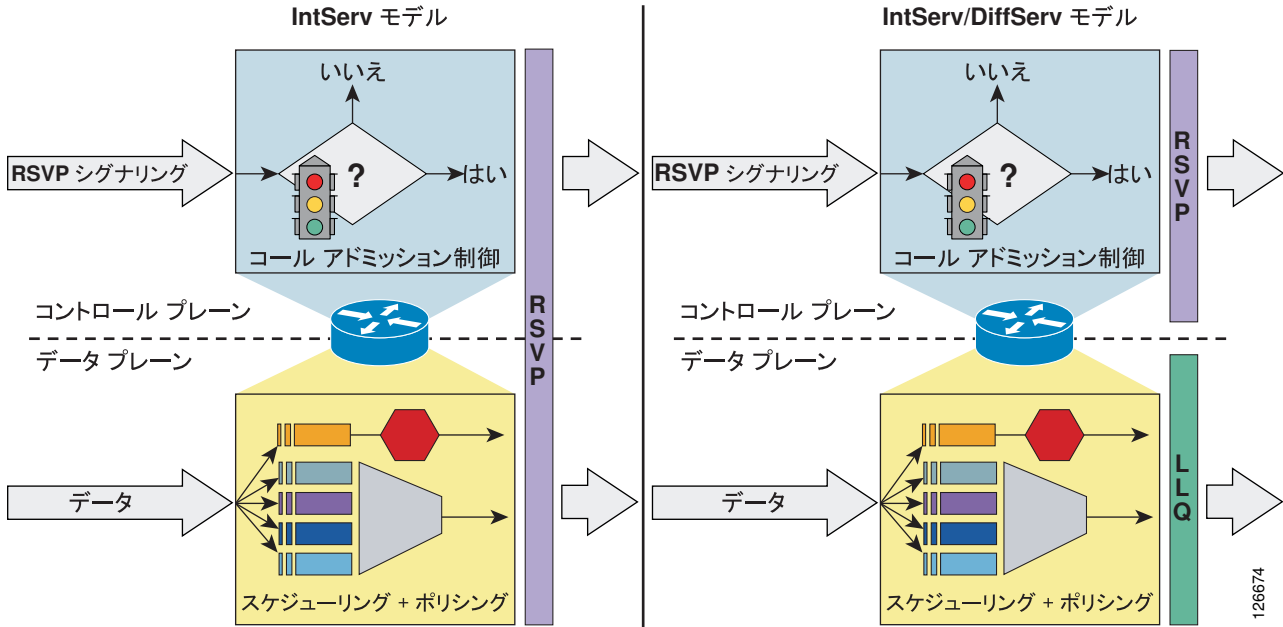 IntServ モデル
いいえ
RSVP シグナリング
?
はい
コール アドミッション制御
コントロール プレーン
データ プレーン
RSVP
データ
スケジューリング + ポリシング
IntServ/DiffServ モデル
いいえ
RSVP シグナリング
?
はい
コール アドミッション制御
RSVP
コントロール プレーン
データ プレーン
データ
LLQ
スケジューリング + ポリシング
126674